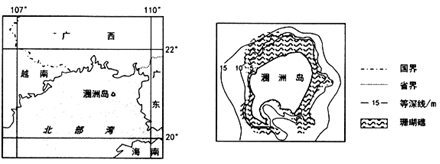 107°
110°
广 西
22°
越 南
广
东
涠洲岛
北 部 湾
20°
海 南
15
10
涠 洲 岛
国界
省界
15 等深线/m
珊瑚礁